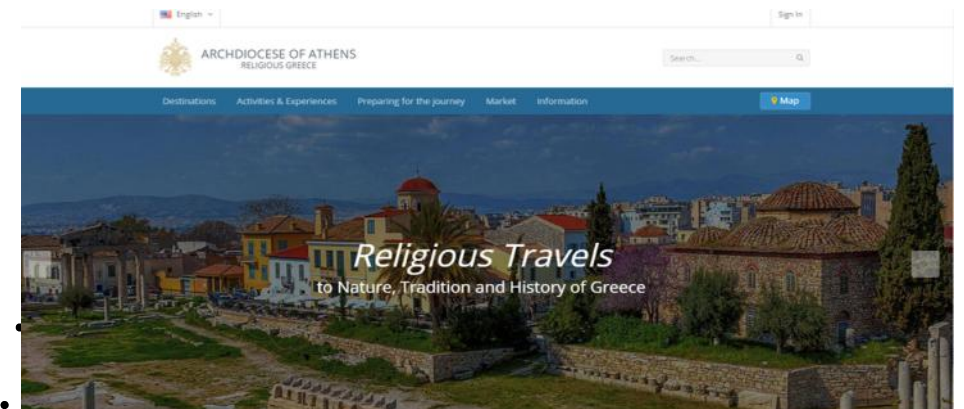 English
Sign In
ARCHDIOCESE OF ATHENS
RELIGIOUS GREECE
Search...
Destinations Activities & Experiences Preparing for the journey Market Information Map
Religious Travels
to Nature, Tradition and History of Greece